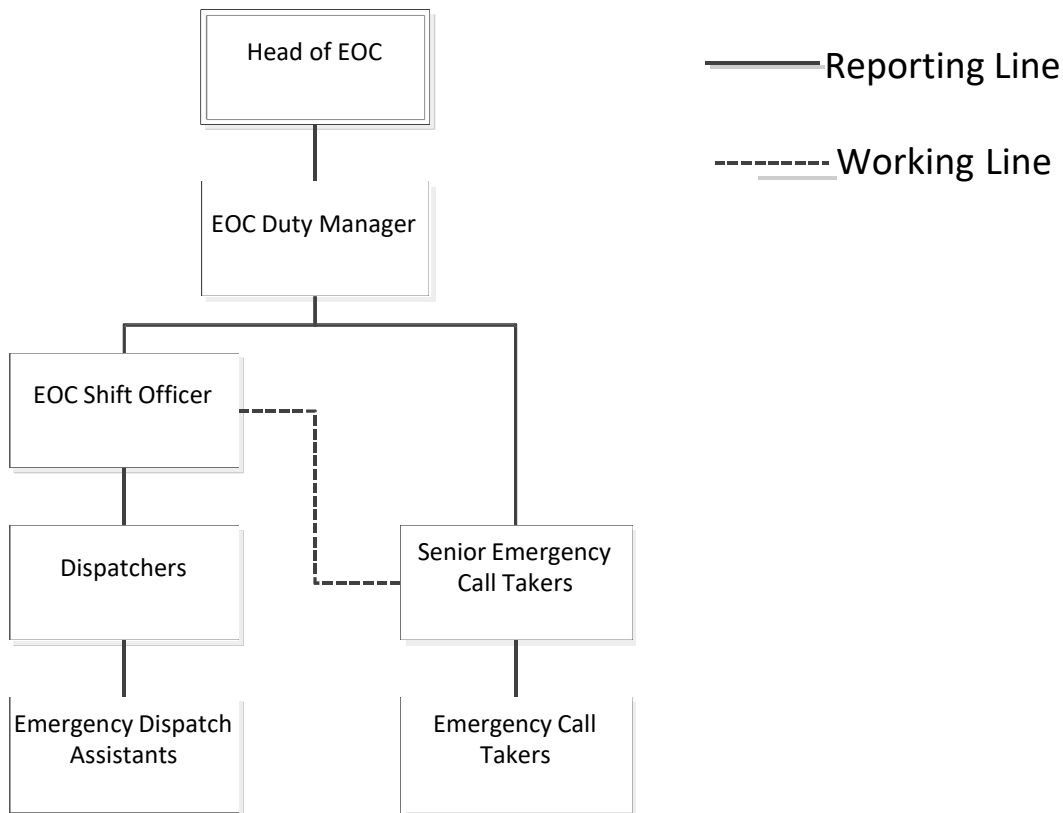 Head of EOC
Reporting Line
Working Line
EOC Duty Manager
EOC Shift Officer
Dispatchers
Senior Emergency
Call Takers
Emergency Dispatch
Assistants
Emergency Call
Takers